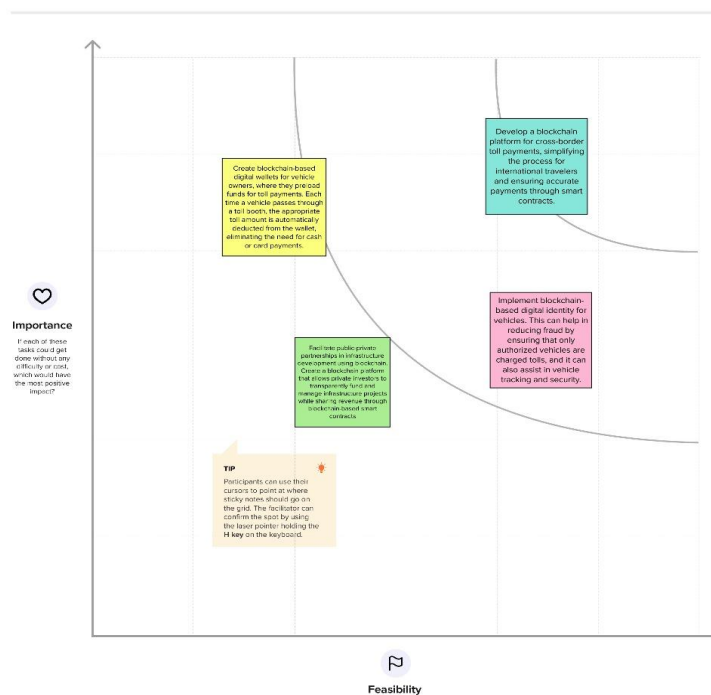 Develop a blockchain
platform for cross-border
toll payments, simplifying
the process for
international travelers
and ensuring accurate
payments through smart
contracts.
Create blockchain-based
digital wallets for vehicle
owners, where they preload
funds for toll payments. Each
time a vehicle passes through
a toll booth, the appropriate
toll amount is automatically
deducted from the wallet,
eliminating the need for cash
or card payments.
Importance
If each of these
tasks could get
done without any
difficulty or cost,
which would have
the most positive
impact?
Implement blockchain-
based digital identity for
vehicles. This can help in
reducing fraud by
ensuring that only
authorized vehicles are
charged tolls, and it can
also assist in vehicle
tracking and security.
Facilitate public-private
partnerships in infrastructure
development using blockchain.
Create a blockchain platform
that allows private investors to
transparently fund and
manage infrastructure projects
while sharing revenue through
blockchain-based smart
contracts
TIP
Participants can use their
cursors to point at where
sticky notes should go on
the grid. The facilitator can
confirm the spot by using
the laser pointer holding the
H key on the keyboard.
Feasibility